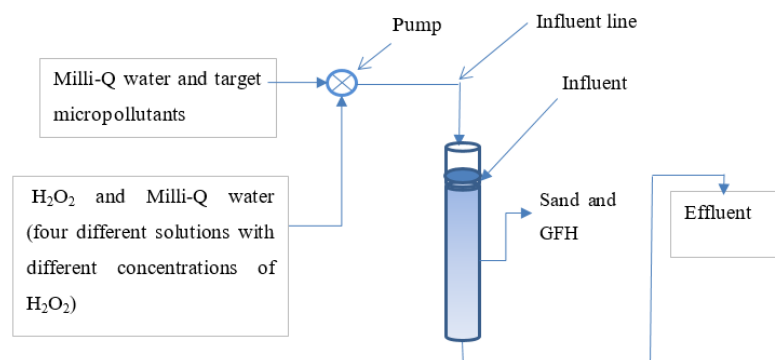 Pump
Influent line
Milli-Q water and target
micropollutants
Influent
H₂O₂ and Milli-Q water
(four different solutions with
different concentrations of
H₂O₂)
Sand and
GFH
Effluent